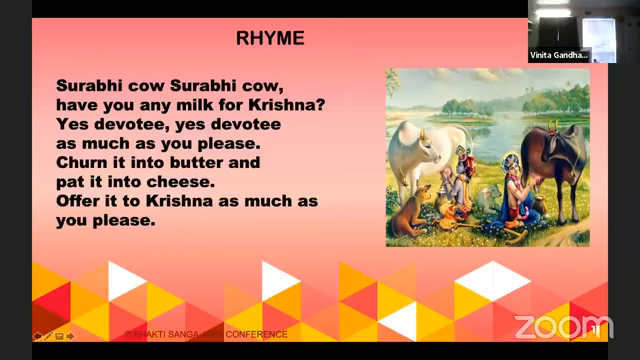 RHYME
Vinita Gandha...
Surabhi cow Surabhi cow,
have you any milk for Krishna?
Yes devotee, yes devotee
as much as you please.
Churn it into butter and
pat it into cheese.
Offer it to Krishna as much as
you please.
© BHAKTI SANGA JAPA CONFERENCE
zoom
11